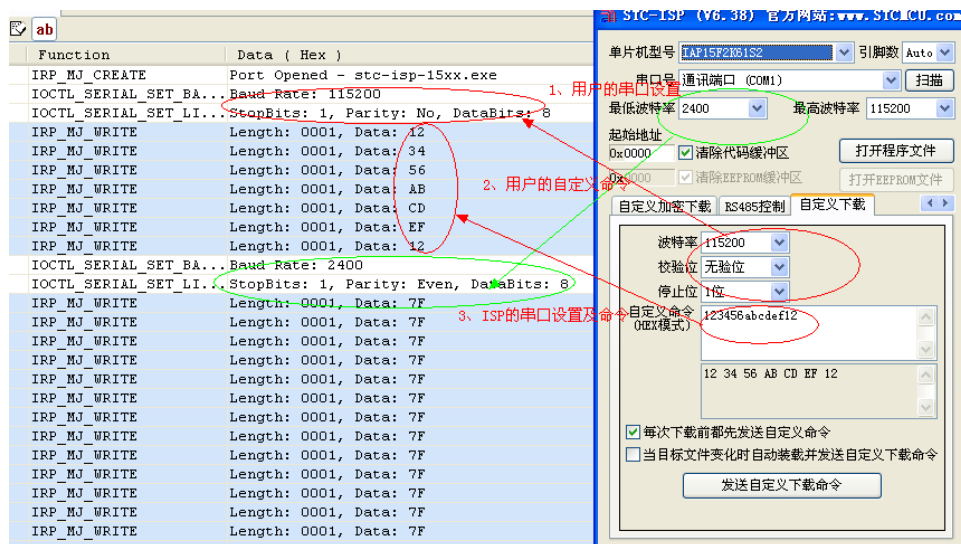 ab
Function Data ( Hex )
IRP_MJ_CREATE Port Opened - stc-isp-15xx.exe
IOCTL_SERIAL_SET_BA... Baud Rate: 115200
IOCTL_SERIAL_SET_LI... StopBits: 1, Parity: No, DataBits: 8
IRP_MJ_WRITE Length: 0001, Data: 12
IRP_MJ_WRITE Length: 0001, Data: 34
IRP_MJ_WRITE Length: 0001, Data: 56
IRP_MJ_WRITE Length: 0001, Data: AB
IRP_MJ_WRITE Length: 0001, Data: CD
IRP_MJ_WRITE Length: 0001, Data: EF
IRP_MJ_WRITE Length: 0001, Data: 12
IOCTL_SERIAL_SET_BA... Baud Rate: 2400
IOCTL_SERIAL_SET_LI... StopBits: 1, Parity: Even, DataBits: 8
IRP_MJ_WRITE Length: 0001, Data: 7F
IRP_MJ_WRITE Length: 0001, Data: 7F
IRP_MJ_WRITE Length: 0001, Data: 7F
IRP_MJ_WRITE Length: 0001, Data: 7F
IRP_MJ_WRITE Length: 0001, Data: 7F
IRP_MJ_WRITE Length: 0001, Data: 7F
IRP_MJ_WRITE Length: 0001, Data: 7F
IRP_MJ_WRITE Length: 0001, Data: 7F
IRP_MJ_WRITE Length: 0001, Data: 7F
IRP_MJ_WRITE Length: 0001, Data: 7F
IRP_MJ_WRITE Length: 0001, Data: 7F
IRP_MJ_WRITE Length: 0001, Data: 7F
IRP_MJ_WRITE Length: 0001, Data: 7F
1、用户的串口设置
2、用户的自定义命令
3、ISP的串口设置及命令
STC-ISP (V6.38) 官方网站:www.STCMCU.com
单片机型号 IAP15F2K61S2 引脚数 Auto
串口号 通讯端口 (COM1) 扫描
最低波特率 2400 最高波特率 115200
起始地址
0x0000 清除代码缓冲区 打开程序文件
0x0000 清除EEPROM缓冲区 打开EEPROM文件
自定义加密下载 RS485控制 自定义下载
波特率 115200
校验位 无验位
停止位 1位
自定义命令 123456abcdef12
(HEX模式)
12 34 56 AB CD EF 12
每次下载前都先发送自定义命令
当目标文件变化时自动装载并发送自定义下载命令
发送自定义下载命令